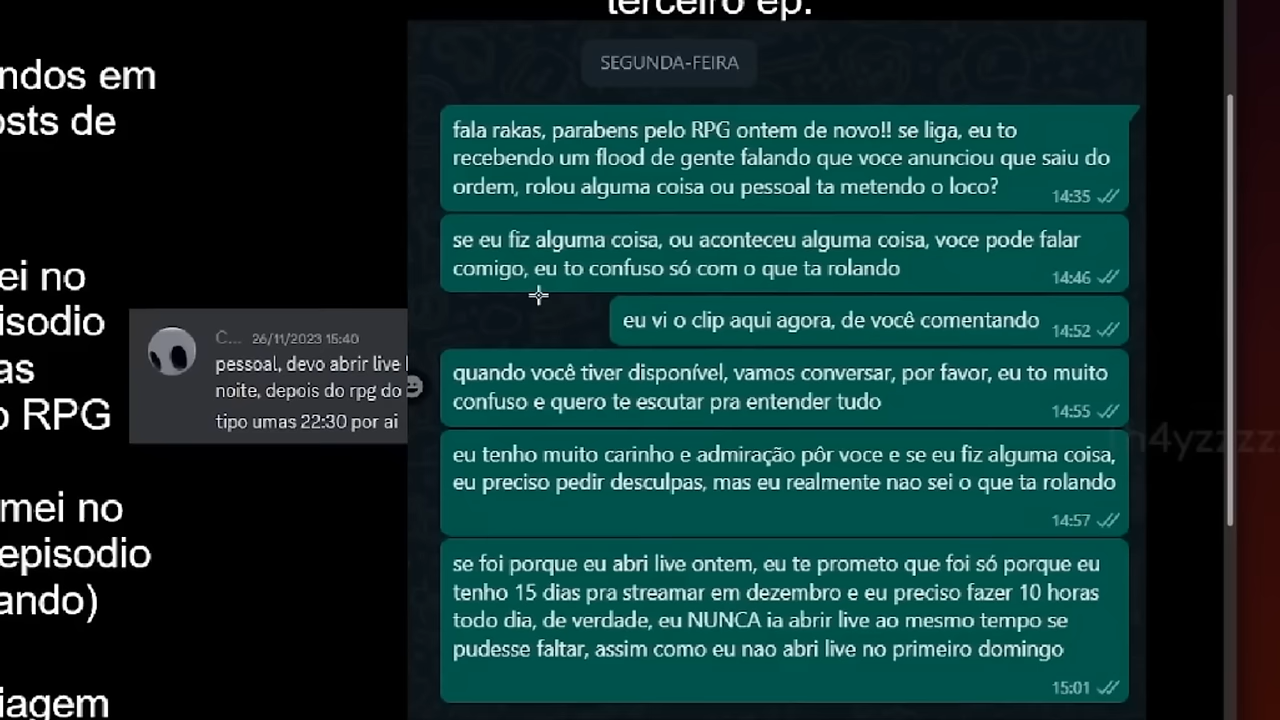 terceiro ep.
ndos em
osts de
ei no
isodio
as
o RPG
mei no
episodio
ando)
iagem
C... 26/11/2023 15:40
pessoal, devo abrir live
noite, depois do rpg do
tipo umas 22:30 por ai
SEGUNDA-FEIRA
fala rakas, parabens pelo RPG ontem de novo!! se liga, eu to
recebendo um flood de gente falando que voce anunciou que saiu do
ordem, rolou alguma coisa ou pessoal ta metendo o loco?
14:35
se eu fiz alguma coisa, ou aconteceu alguma coisa, voce pode falar
comigo, eu to confuso só com o que ta rolando
14:46
eu vi o clip aqui agora, de você comentando
14:52
quando você tiver disponível, vamos conversar, por favor, eu to muito
confuso e quero te escutar pra entender tudo
14:55
eu tenho muito carinho e admiração pôr voce e se eu fiz alguma coisa,
eu preciso pedir desculpas, mas eu realmente nao sei o que ta rolando
14:57
se foi porque eu abri live ontem, eu te prometo que foi só porque eu
tenho 15 dias pra streamar em dezembro e eu preciso fazer 10 horas
todo dia, de verdade, eu NUNCA ia abrir live ao mesmo tempo se
pudesse faltar, assim como eu nao abri live no primeiro domingo
15:01